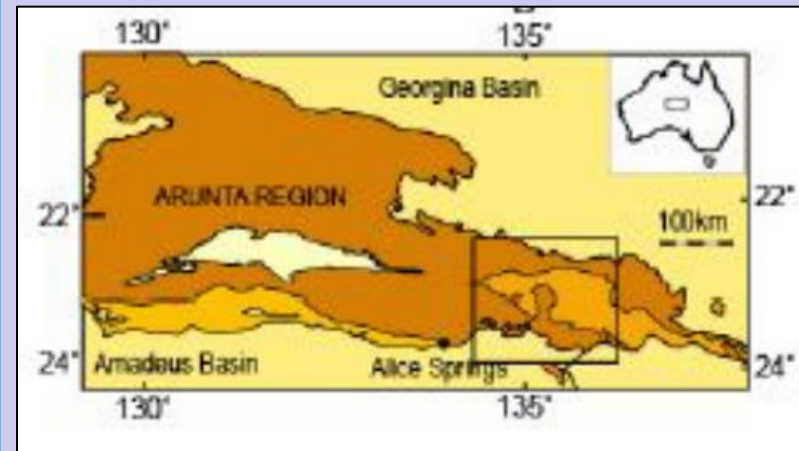 130° 135°
Georgina Basin
ARUNTA REGION
22° 22°
100km
24° Amadeus Basin Alice Springs 24°
130° 135°